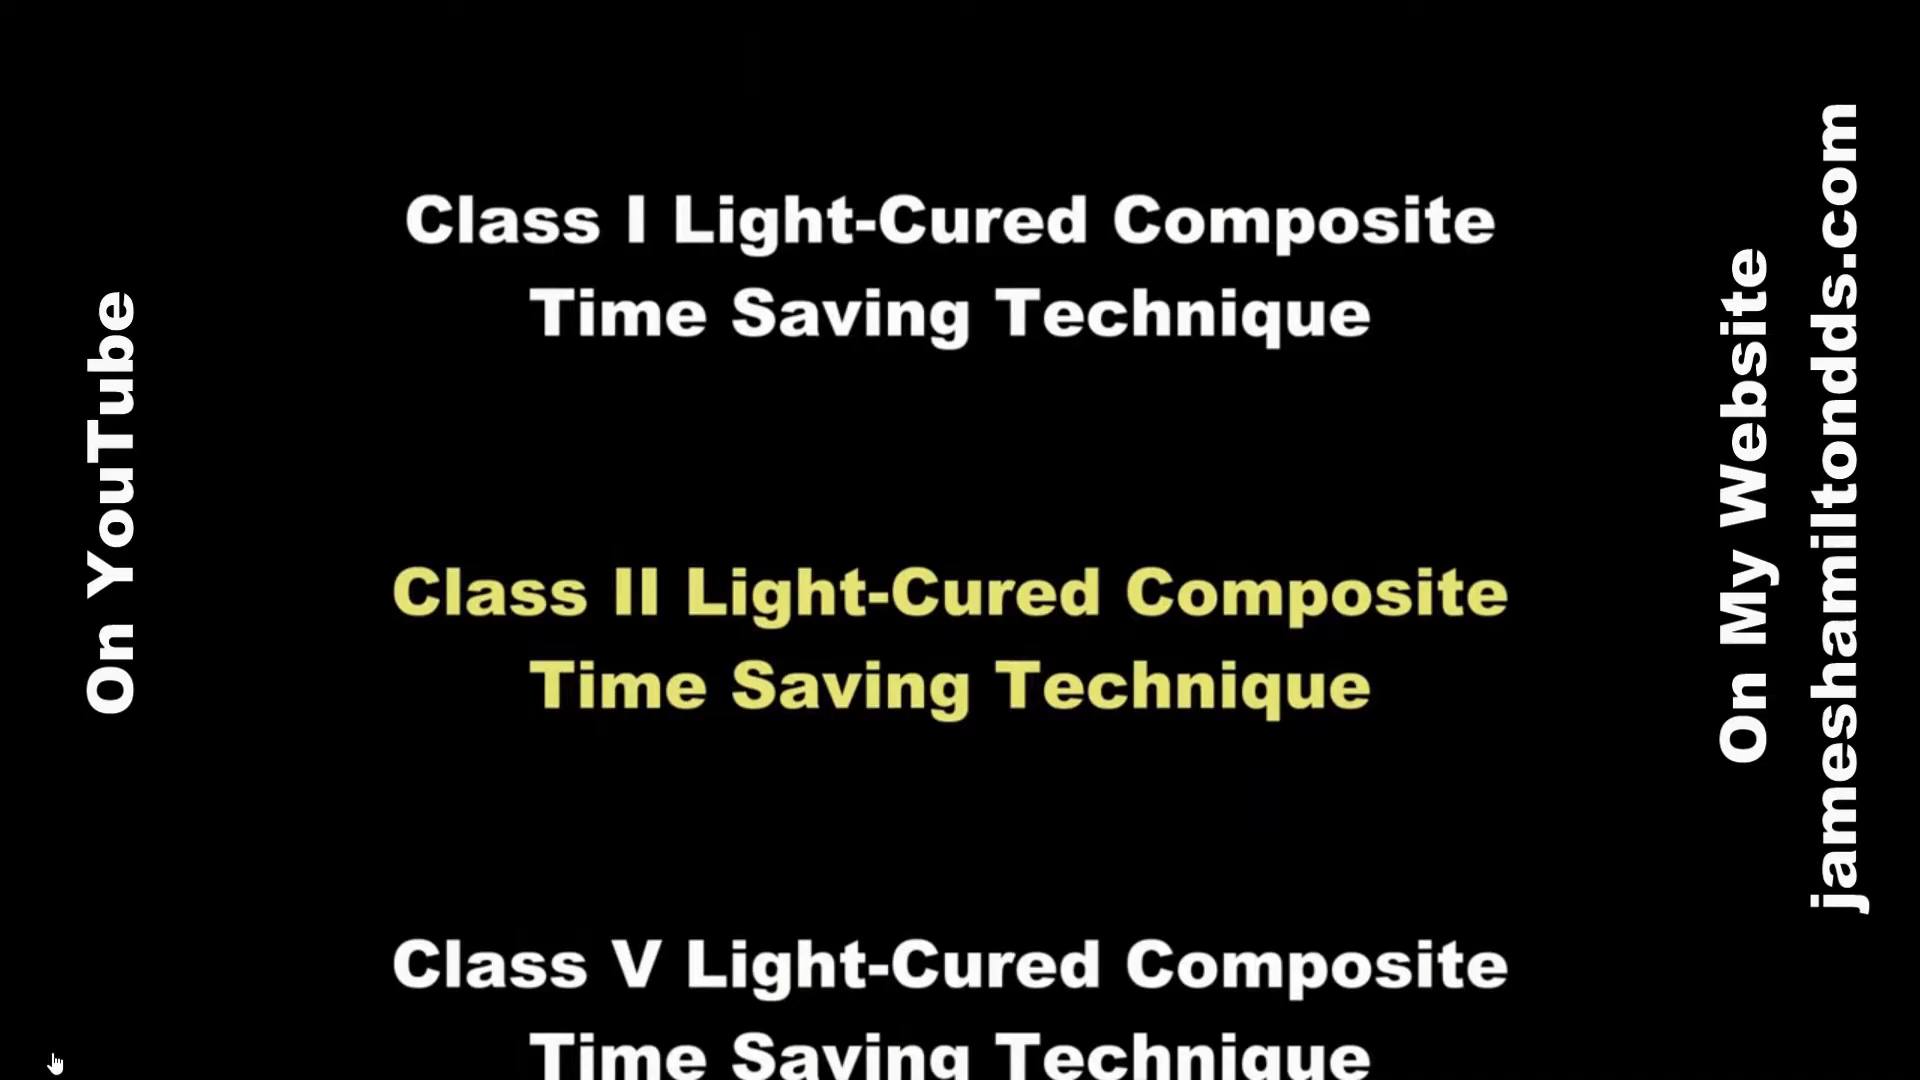 On YouTube
Class I Light-Cured Composite
Time Saving Technique
Class II Light-Cured Composite
Time Saving Technique
Class V Light-Cured Composite
Time Saving Technique
On My Website
jameshamiltondds.com